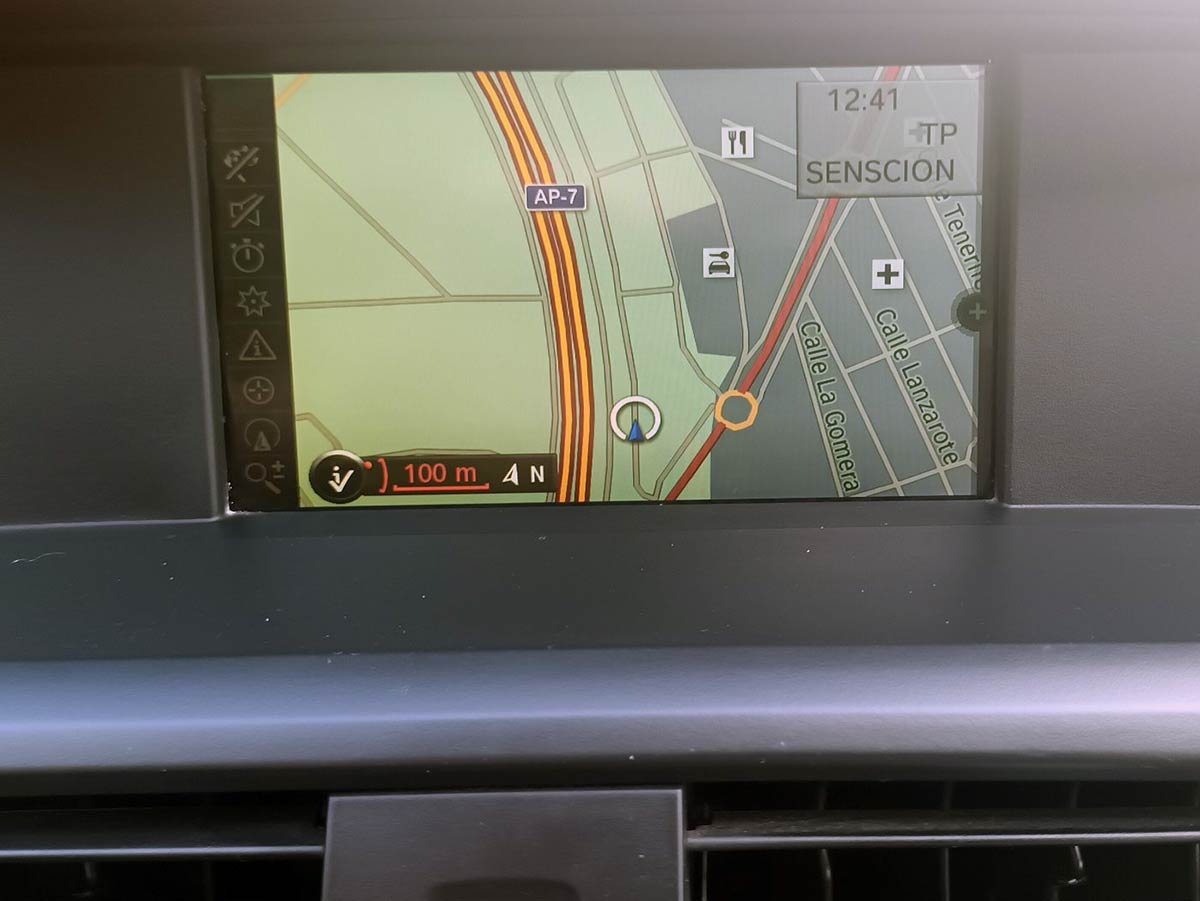 12:41
TP
SENSCION
AP-7
Calle La Gomera
Calle Lanzarote
100 m
N